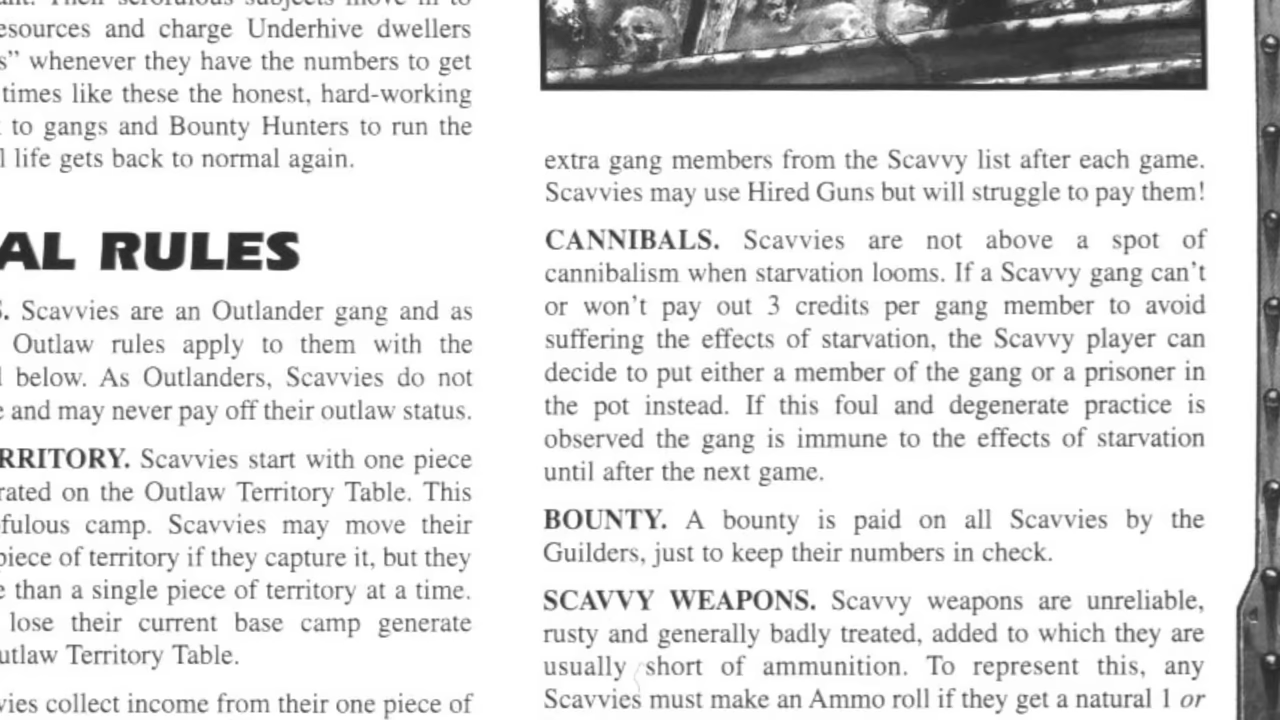 esources and charge Underhive dwellers
s” whenever they have the numbers to get
times like these the honest, hard-working
to gangs and Bounty Hunters to run the
l life gets back to normal again.
AL RULES
S. Scavvies are an Outlander gang and as
Outlaw rules apply to them with the
l below. As Outlanders, Scavvies do not
e and may never pay off their outlaw status.
RRITORY. Scavvies start with one piece
rated on the Outlaw Territory Table. This
ofulous camp. Scavvies may move their
piece of territory if they capture it, but they
e than a single piece of territory at a time.
lose their current base camp generate
utlaw Territory Table.
vies collect income from their one piece of
extra gang members from the Scavvy list after each game.
Scavvies may use Hired Guns but will struggle to pay them!
CANNIBALS. Scavvies are not above a spot of
cannibalism when starvation looms. If a Scavvy gang can’t
or won’t pay out 3 credits per gang member to avoid
suffering the effects of starvation, the Scavvy player can
decide to put either a member of the gang or a prisoner in
the pot instead. If this foul and degenerate practice is
observed the gang is immune to the effects of starvation
until after the next game.
BOUNTY. A bounty is paid on all Scavvies by the
Guilders, just to keep their numbers in check.
SCAVVY WEAPONS. Scavvy weapons are unreliable,
rusty and generally badly treated, added to which they are
usually short of ammunition. To represent this, any
Scavvies must make an Ammo roll if they get a natural 1 or